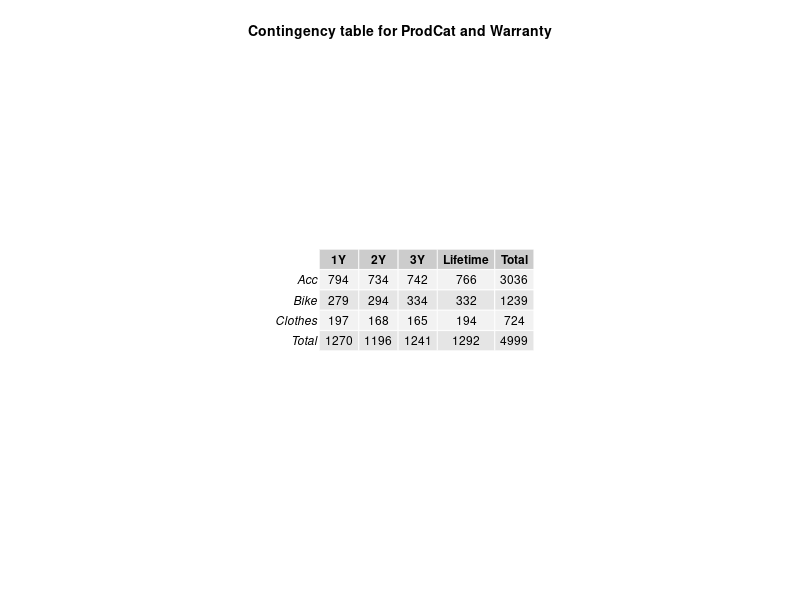 Contingency table for ProdCat and Warranty
1Y 2Y 3Y Lifetime Total
Acc 794 734 742 766 3036
Bike 279 294 334 332 1239
Clothes 197 168 165 194 724
Total 1270 1196 1241 1292 4999